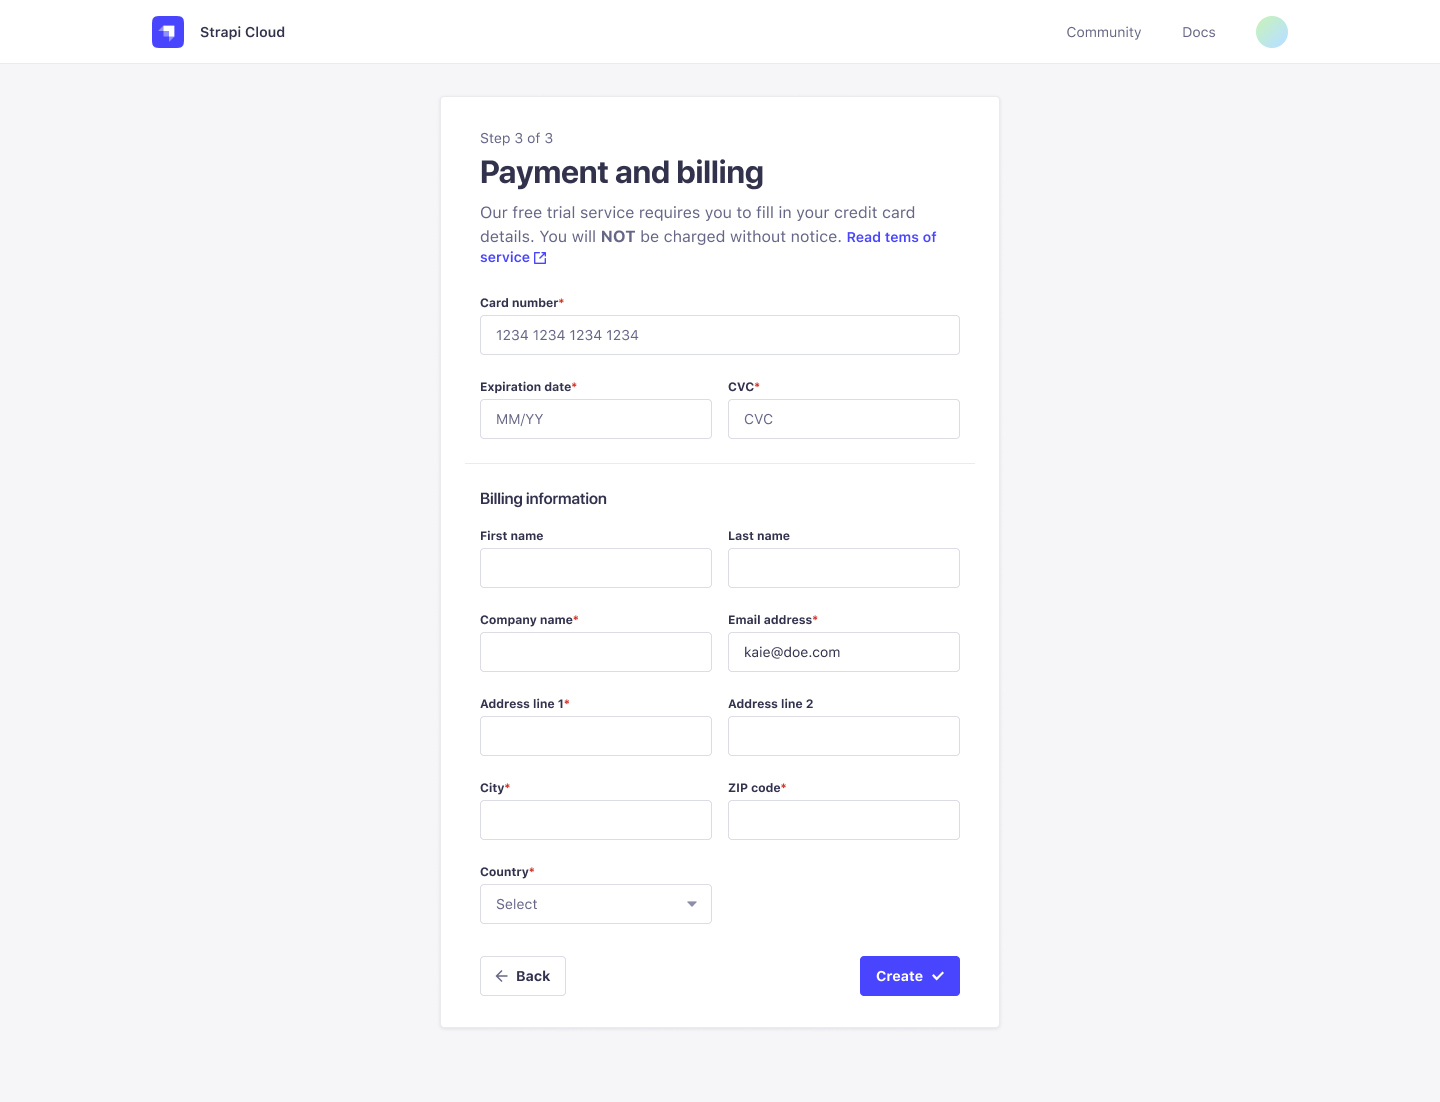 Strapi Cloud
Community
Docs
Step 3 of 3
Payment and billing
Our free trial service requires you to fill in your credit card
details. You will NOT be charged without notice. Read tems of
service
Card number*
1234 1234 1234 1234
Expiration date*
CVC*
MM/YY
CVC
Billing information
First name
Last name
Company name*
Email address*
kaie@doe.com
Address line 1*
Address line 2
City*
ZIP code*
Country*
Select
Back
Create